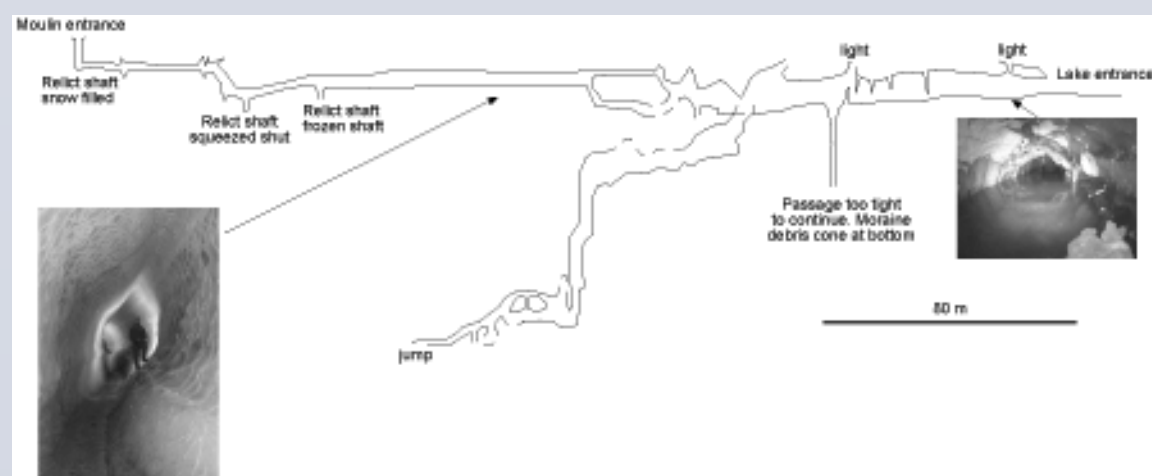 Moulin entrance
Relict shaft
snow filled
Relict shaft
squeezed shut
Relict shaft
frozen shaft
light
light
Lake entrance
Passage too tight
to continue. Moraine
debris cone at bottom
80 m
jump